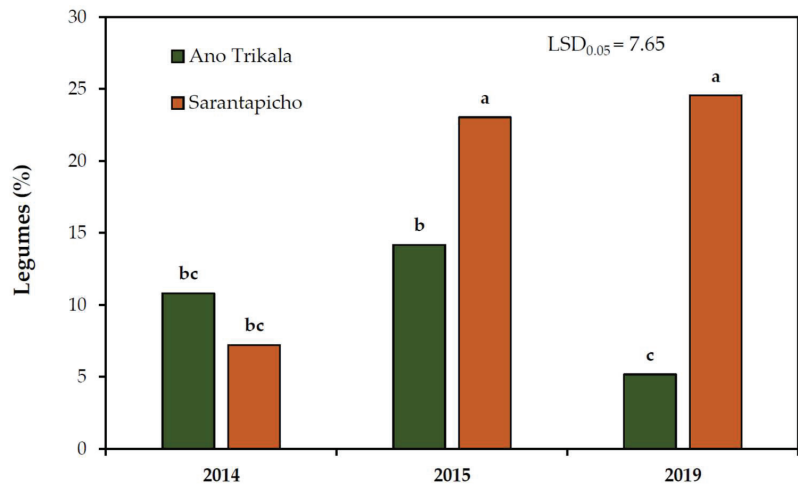 30
25
20
15
10
5
0
Legumes (%)
Ano Trikala
Sarantapicho
LSD0.05 = 7.65
bc
bc
b
a
c
a
2014
2015
2019